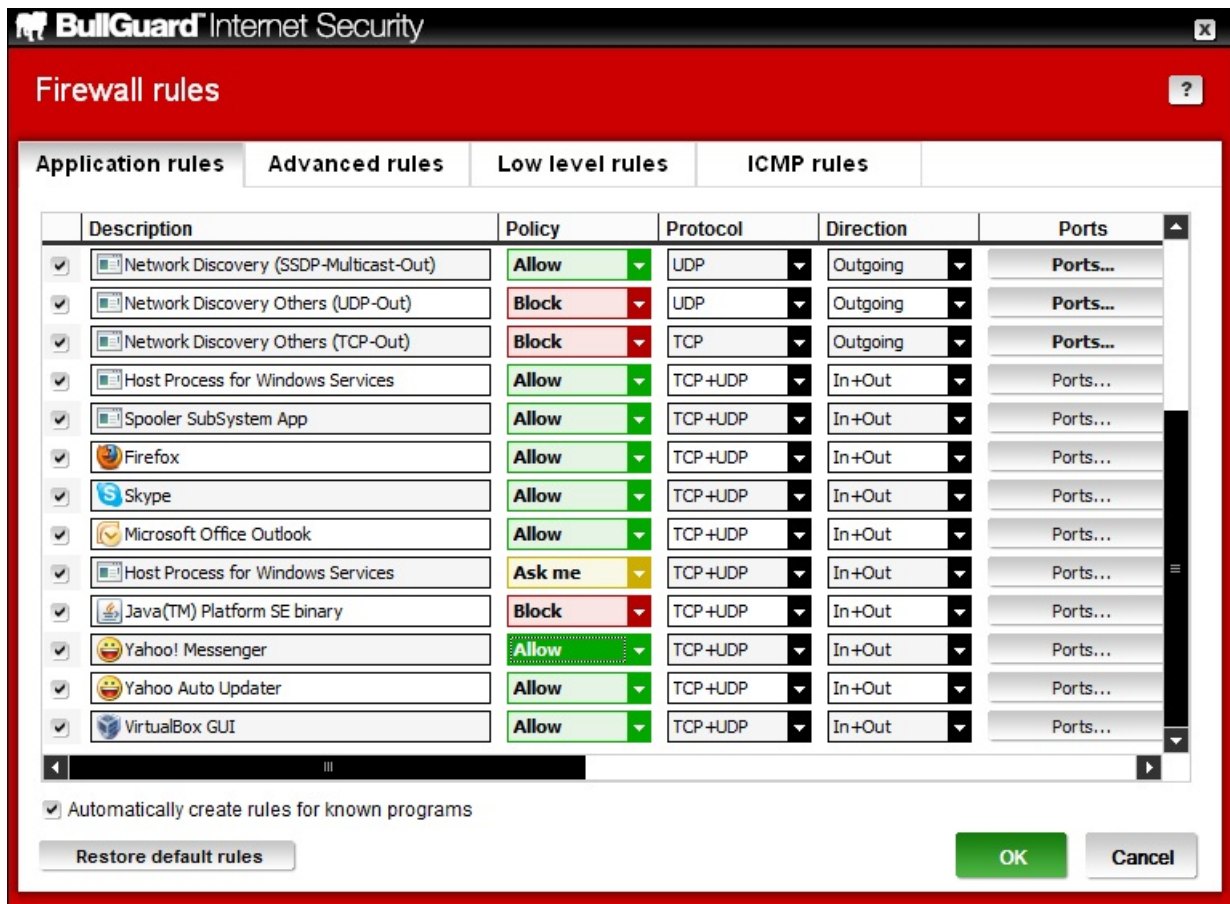 BullGuard™ Internet Security
Firewall rules
Application rules Advanced rules Low level rules ICMP rules
Description Policy Protocol Direction Ports
Network Discovery (SSDP-Multicast-Out) Allow UDP Outgoing Ports...
Network Discovery Others (UDP-Out) Block UDP Outgoing Ports...
Network Discovery Others (TCP-Out) Block TCP Outgoing Ports...
Host Process for Windows Services Allow TCP+UDP In+Out Ports...
Spooler SubSystem App Allow TCP+UDP In+Out Ports...
Firefox Allow TCP+UDP In+Out Ports...
Skype Allow TCP+UDP In+Out Ports...
Microsoft Office Outlook Allow TCP+UDP In+Out Ports...
Host Process for Windows Services Ask me TCP+UDP In+Out Ports...
Java(TM) Platform SE binary Block TCP+UDP In+Out Ports...
Yahoo! Messenger Allow TCP+UDP In+Out Ports...
Yahoo Auto Updater Allow TCP+UDP In+Out Ports...
VirtualBox GUI Allow TCP+UDP In+Out Ports...
Automatically create rules for known programs
Restore default rules OK Cancel